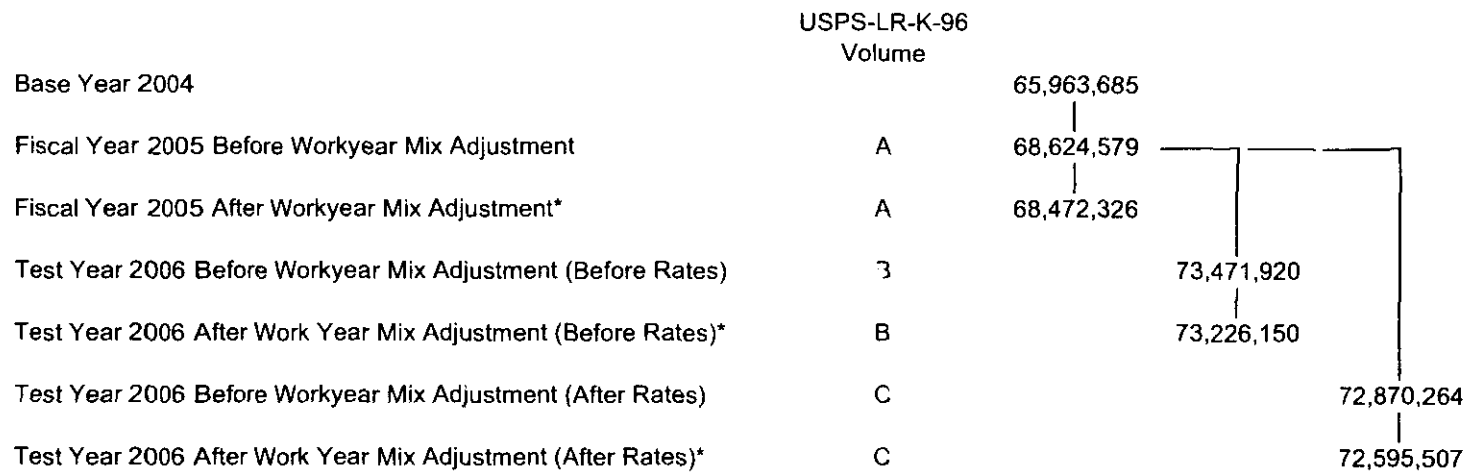 USPS-LR-K-96
Volume
Base Year 2004 65,963,685
Fiscal Year 2005 Before Workyear Mix Adjustment A 68,624,579
Fiscal Year 2005 After Workyear Mix Adjustment* A 68,472,326
Test Year 2006 Before Workyear Mix Adjustment (Before Rates) 73,471,920
Test Year 2006 After Work Year Mix Adjustment (Before Rates)* B 73,226,150
Test Year 2006 Before Workyear Mix Adjustment (After Rates) C 72,870,264
Test Year 2006 After Work Year Mix Adjustment (After Rates)* C 72,595,507